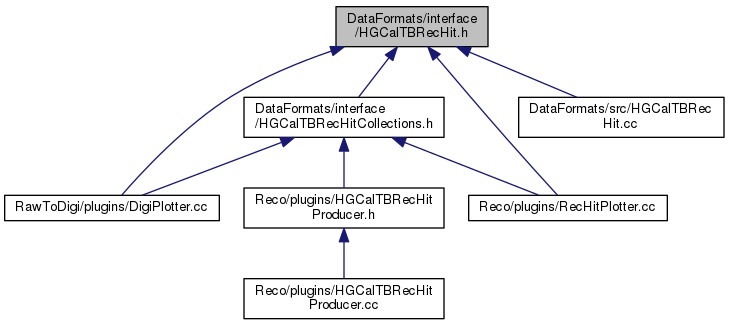 DataFormats/interface
/HGCalTBRecHit.h
DataFormats/interface
/HGCalTBRecHitCollections.h
DataFormats/src/HGCalTBRec
Hit.cc
RawToDigi/plugins/DigiPlotter.cc
Reco/plugins/HGCalTBRecHit
Producer.h
Reco/plugins/RecHitPlotter.cc
Reco/plugins/HGCalTBRecHit
Producer.cc